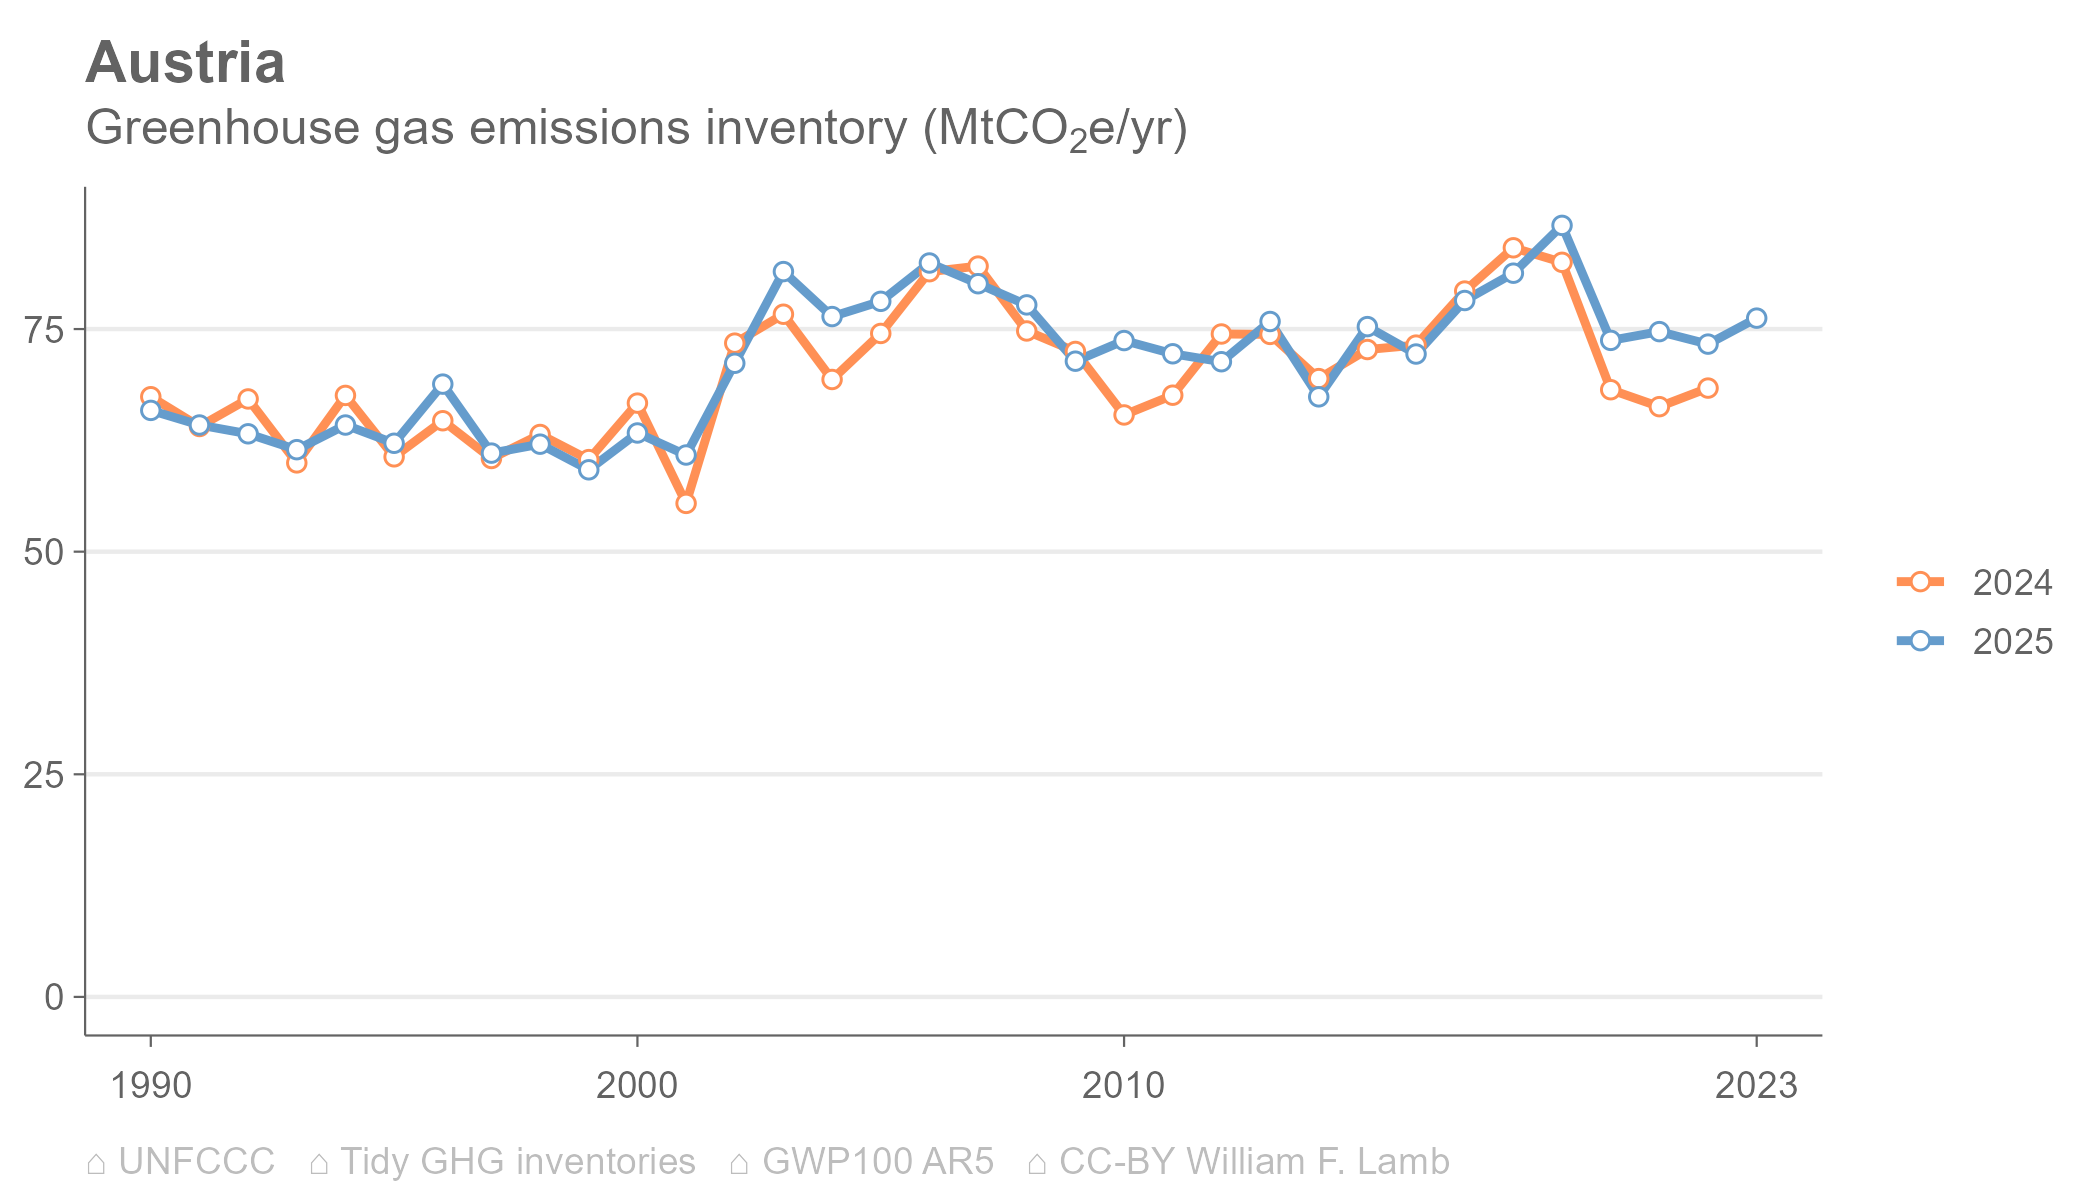 Austria
Greenhouse gas emissions inventory (MtCO₂e/yr)
75
50
25
0
1990 2000 2010 2023
2024
2025
⌂ UNFCCC ⌂ Tidy GHG inventories ⌂ GWP100 AR5 ⌂ CC-BY William F. Lamb